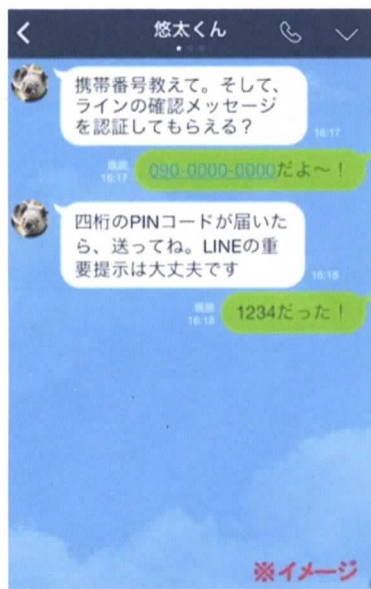 悠太くん
携帯番号教えて。そして、
ラインの確認メッセージ
を認証してもらえる？
16:17
既読
16:17
090-0000-0000だよ〜！
四桁のPINコードが届いた
ら、送ってね。LINEの重
要提示は大丈夫です
16:18
既読
16:18
1234だった！
※イメージ